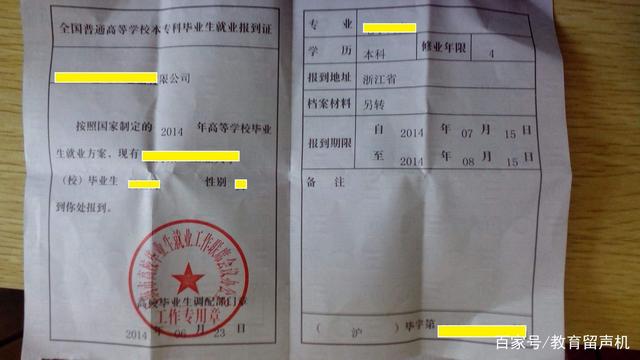 全国普通高等学校本专科毕业生就业报到证
限公司
按照国家制定的 2014 年高等学校毕业
生就业方案，现有
（校）毕业生 性别
到你处报到。
高校毕业生调配部门章
工作专用章
2014 年 06 月 23 日
专业
学历 本科 修业年限 4
报到地址 浙江省
档案材料 另转
报到期限 自 2014 年 07 月 15 日
至 2014 年 08 月 15 日
备注
（ 沪 ）毕字第
百家号/教育留声机